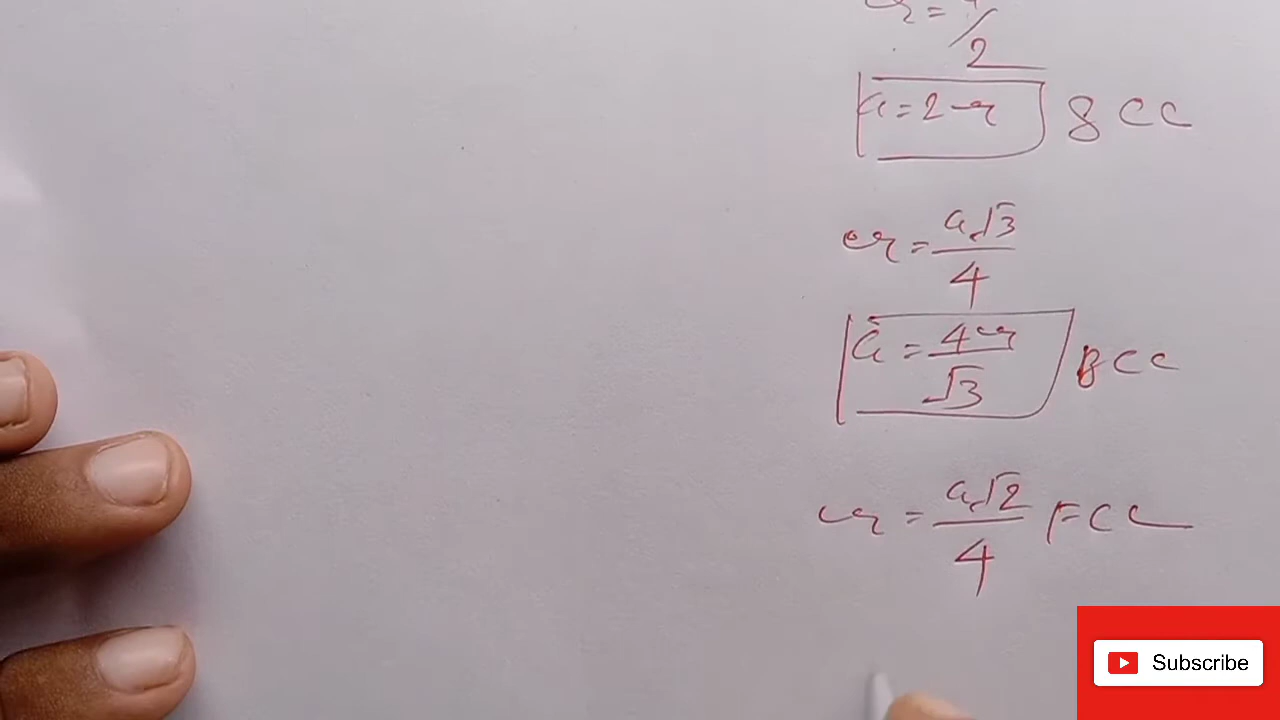 r = a/2
a = 2r SCC
r = a√3/4
a = 4r/√3 BCC
r = a√2/4 FCC
Subscribe